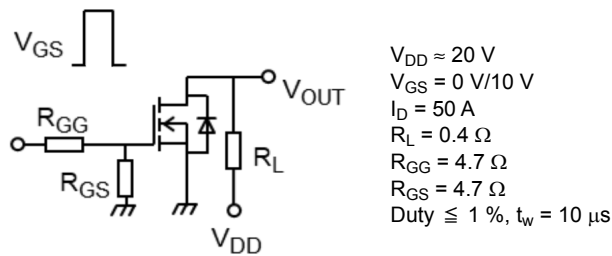 V_GS
R_GG
R_GS
V_OUT
R_L
V_DD
V_DD ≈ 20 V
V_GS = 0 V/10 V
I_D = 50 A
R_L = 0.4 Ω
R_GG = 4.7 Ω
R_GS = 4.7 Ω
Duty ≦ 1 %, t_w = 10 μs